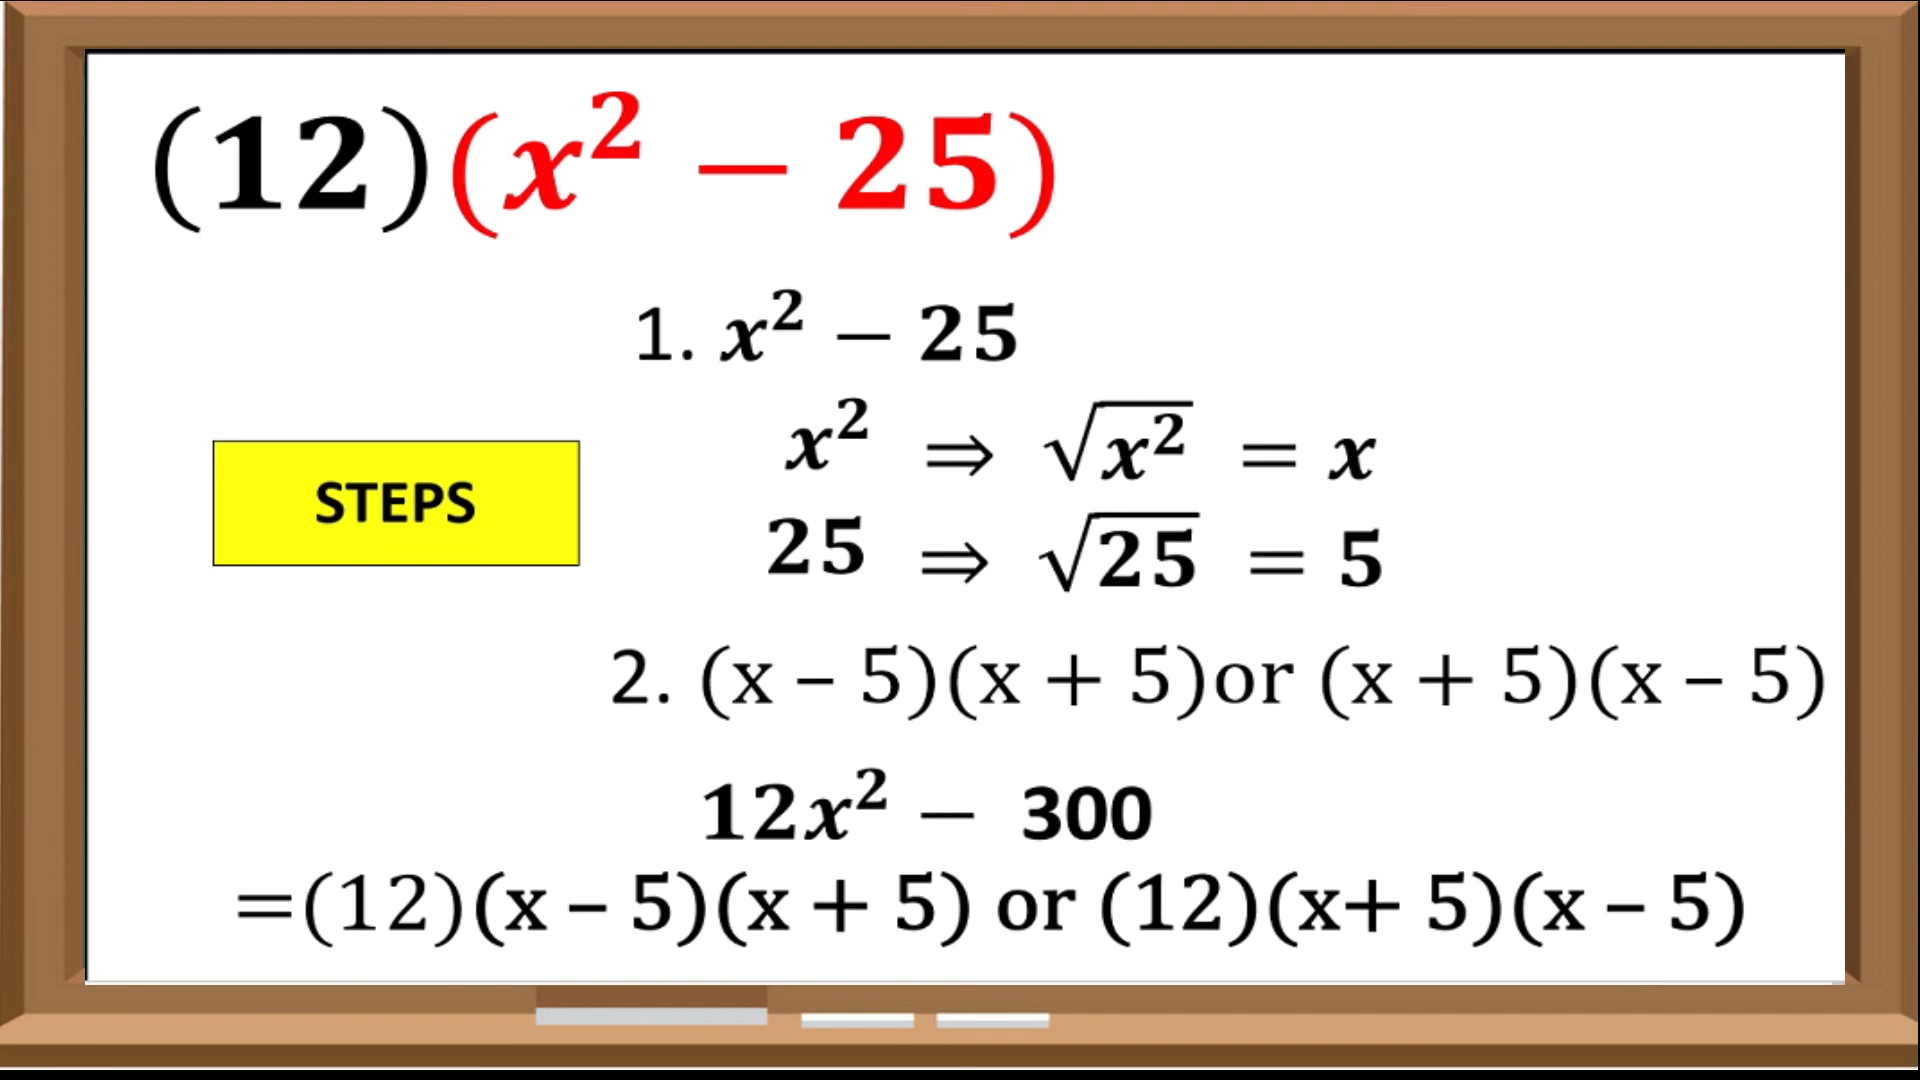 (12)(x² − 25)
1. x² − 25
x² ⇒ √x² = x
STEPS
25 ⇒ √25 = 5
2. (x – 5)(x + 5)or (x + 5)(x – 5)
12x² − 300
=(12)(x – 5)(x + 5) or (12)(x+ 5)(x – 5)